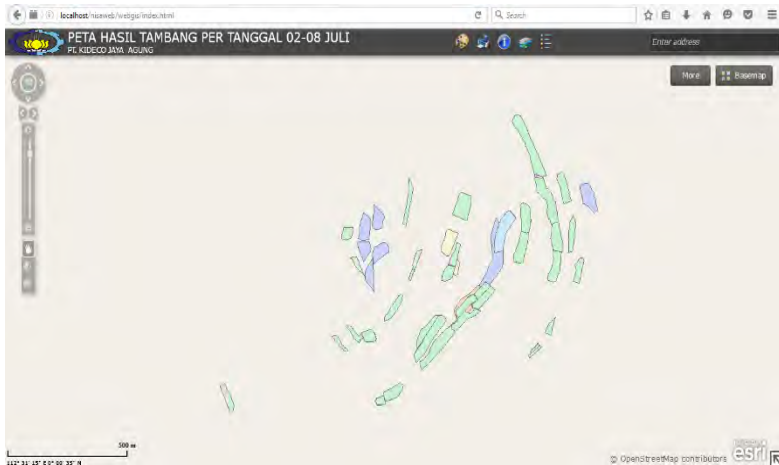 localhost/nisaweb/webgis/index.html
Search
PETA HASIL TAMBANG PER TANGGAL 02-08 JULI
PT. KIDECO JAYA AGUNG
Enter address
More
Basemap
500 m
© OpenStreetMap contributors
esri